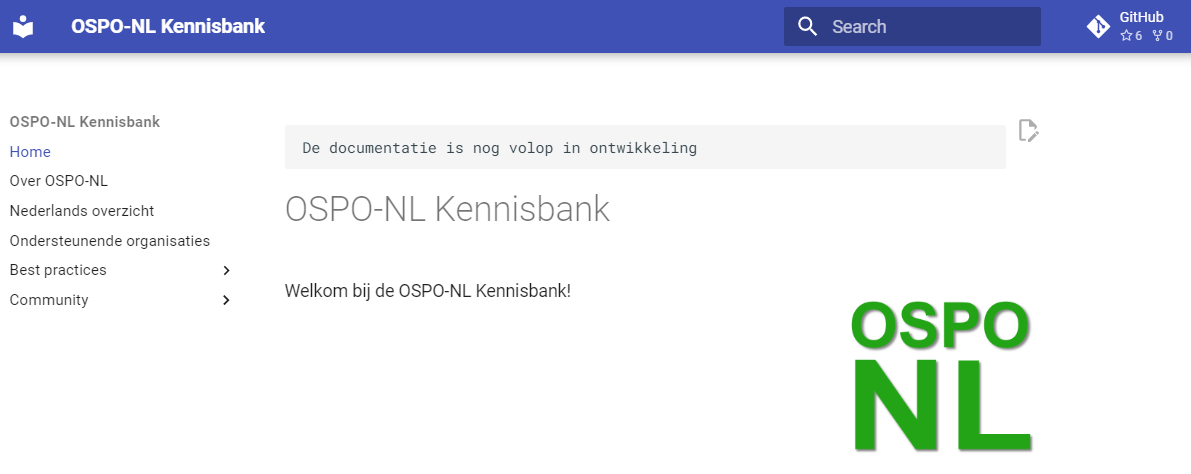 OSPO-NL Kennisbank
Search
GitHub
6 0
OSPO-NL Kennisbank
Home
Over OSPO-NL
Nederlands overzicht
Ondersteunende organisaties
Best practices
Community
De documentatie is nog volop in ontwikkeling
OSPO-NL Kennisbank
Welkom bij de OSPO-NL Kennisbank!
OSPO
NL